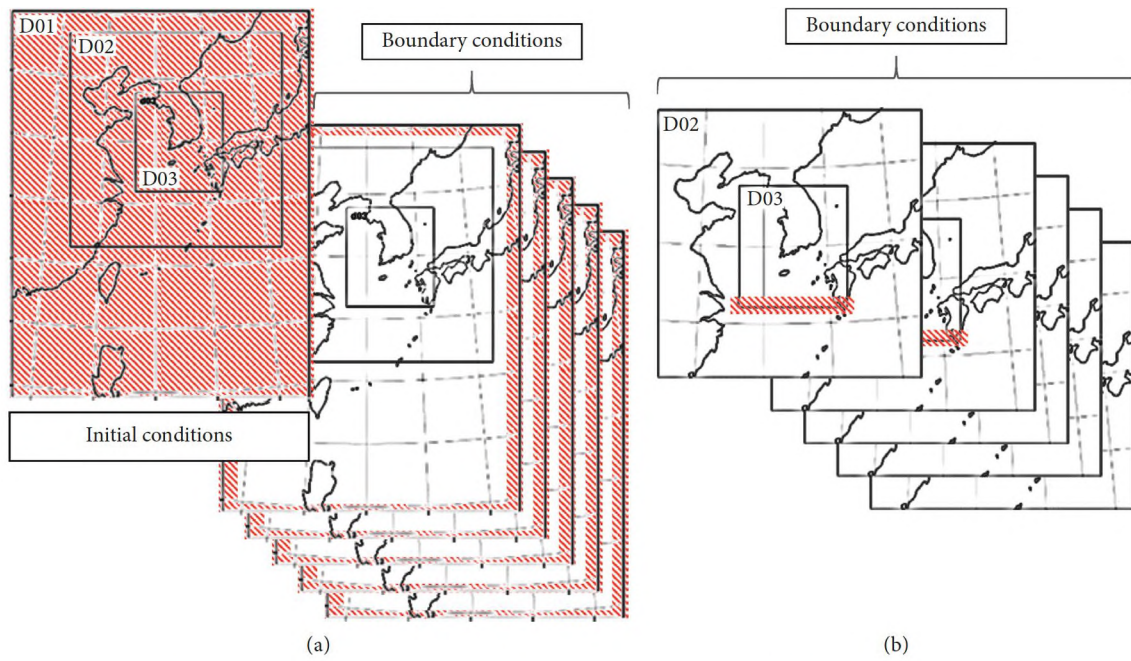 D01
D02
D03
Initial conditions
Boundary conditions
(a)
Boundary conditions
D02
D03
(b)